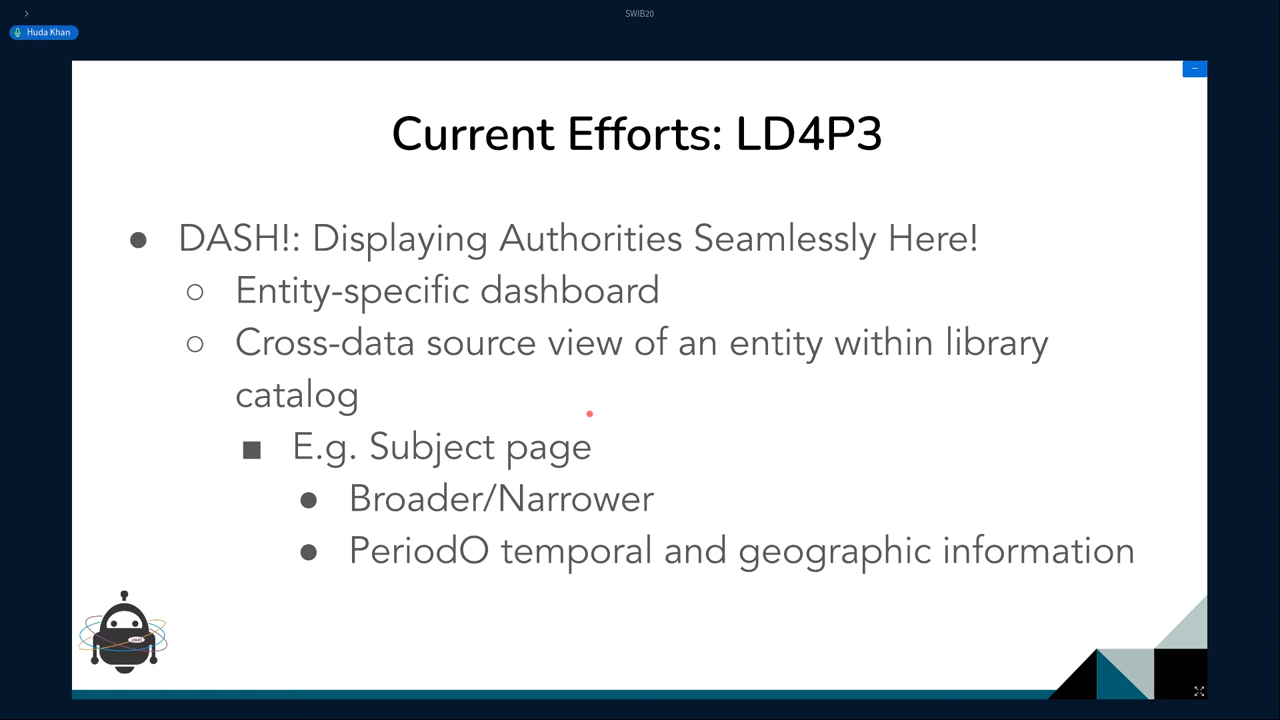 SWIB20
Huda Khan
Current Efforts: LD4P3
● DASH!: Displaying Authorities Seamlessly Here!
○ Entity-specific dashboard
○ Cross-data source view of an entity within library
catalog
■ E.g. Subject page
● Broader/Narrower
● PeriodO temporal and geographic information